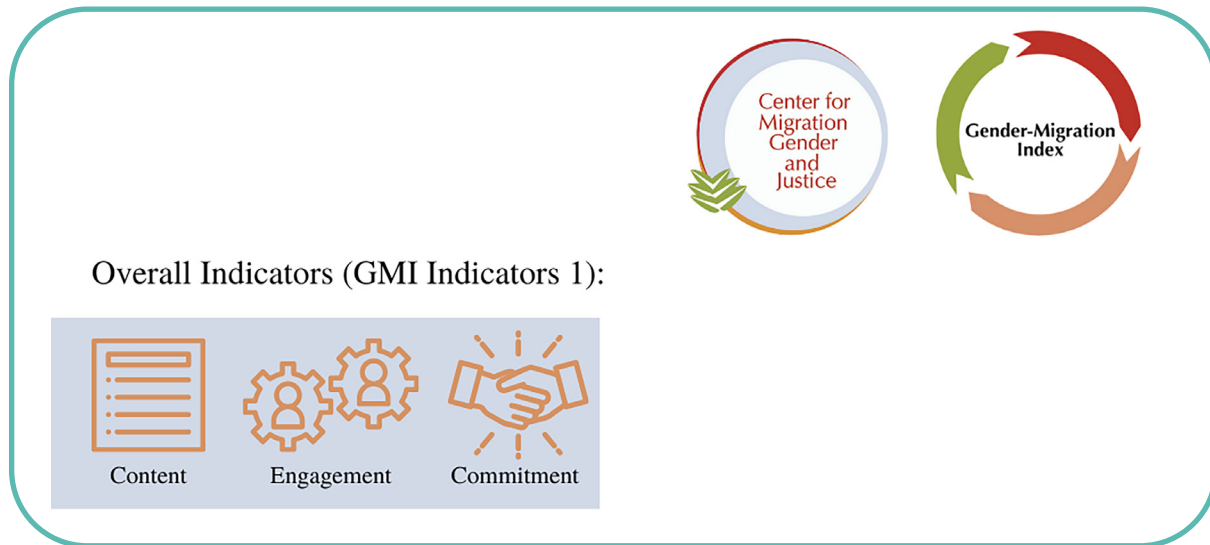 Center for
Migration
Gender
and
Justice
Gender-Migration
Index
Overall Indicators (GMI Indicators 1):
Content
Engagement
Commitment